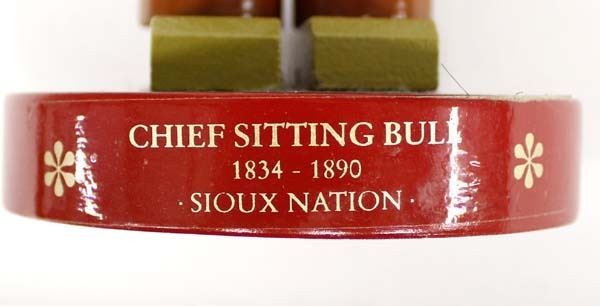 CHIEF SITTING BULL
1834 - 1890
· SIOUX NATION ·